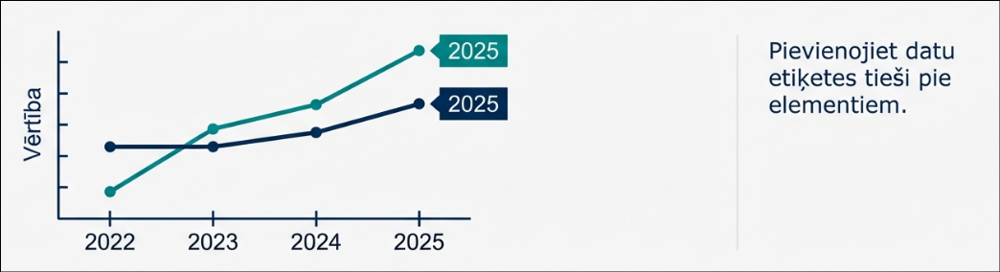 Vērtība
2025
2025
2022 2023 2024 2025
Pievienojiet datu
etiķetes tieši pie
elementiem.